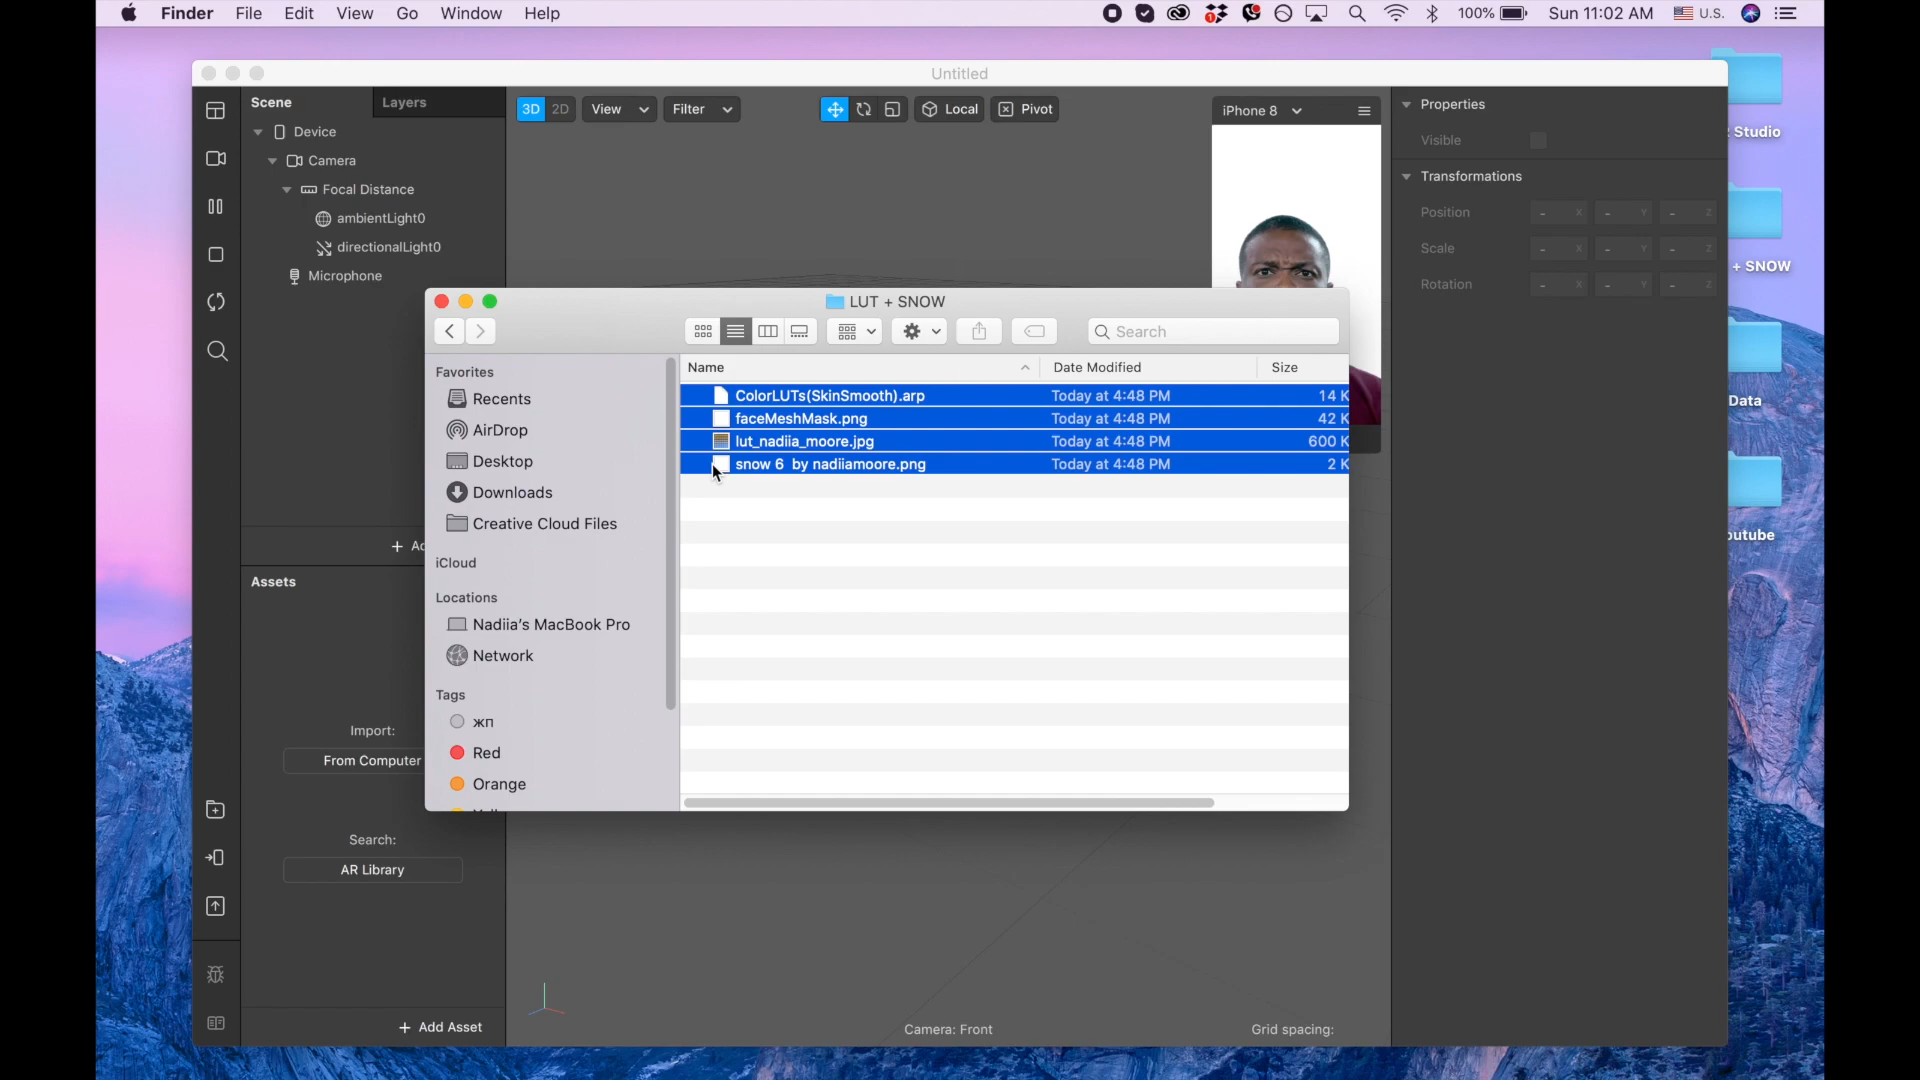 Finder File Edit View Go Window Help
1
100%
Sun 11:02 AM
U.S.
Untitled
Studio
+ SNOW
Data
outube
Scene
Layers
Device
Camera
Focal Distance
ambientLight0
directionalLight0
Microphone
Assets
Import:
From Computer
Search:
AR Library
+ Add Asset
3D 2D
View
Filter
Local
Pivot
iPhone 8
Properties
Visible
Transformations
Position - X - Y - Z
Scale - X - Y - Z
Rotation - X - Y - Z
LUT + SNOW
Search
Favorites
Recents
AirDrop
Desktop
Downloads
Creative Cloud Files
iCloud
Locations
Nadiia's MacBook Pro
Network
Tags
жп
Red
Orange
Name Date Modified Size
ColorLUTs(SkinSmooth).arp Today at 4:48 PM 14 K
faceMeshMask.png Today at 4:48 PM 42 K
lut_nadiia_moore.jpg Today at 4:48 PM 600 K
snow 6 by nadiiamoore.png Today at 4:48 PM 2 K
Camera: Front
Grid spacing: